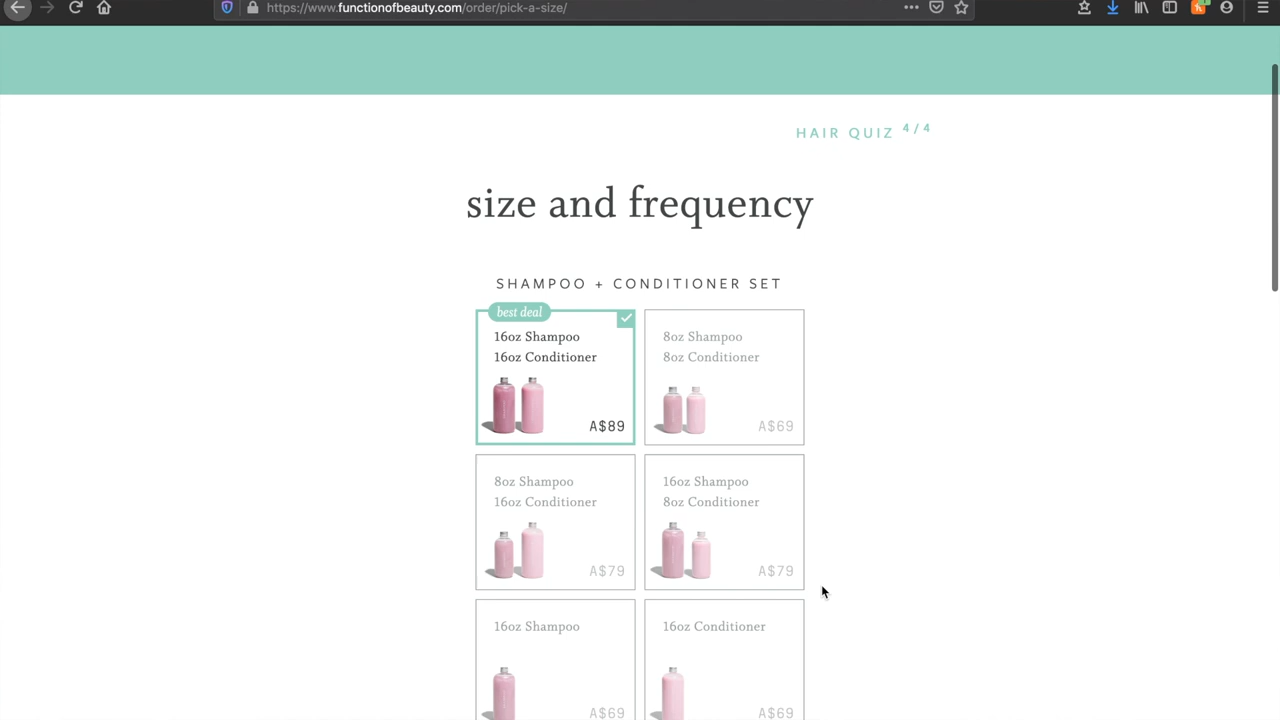 https://www.functionofbeauty.com/order/pick-a-size/
HAIR QUIZ 4/4
size and frequency
SHAMPOO + CONDITIONER SET
best deal
16oz Shampoo
16oz Conditioner
A$89
8oz Shampoo
8oz Conditioner
A$69
8oz Shampoo
16oz Conditioner
A$79
16oz Shampoo
8oz Conditioner
A$79
16oz Shampoo
A$69
16oz Conditioner
A$69